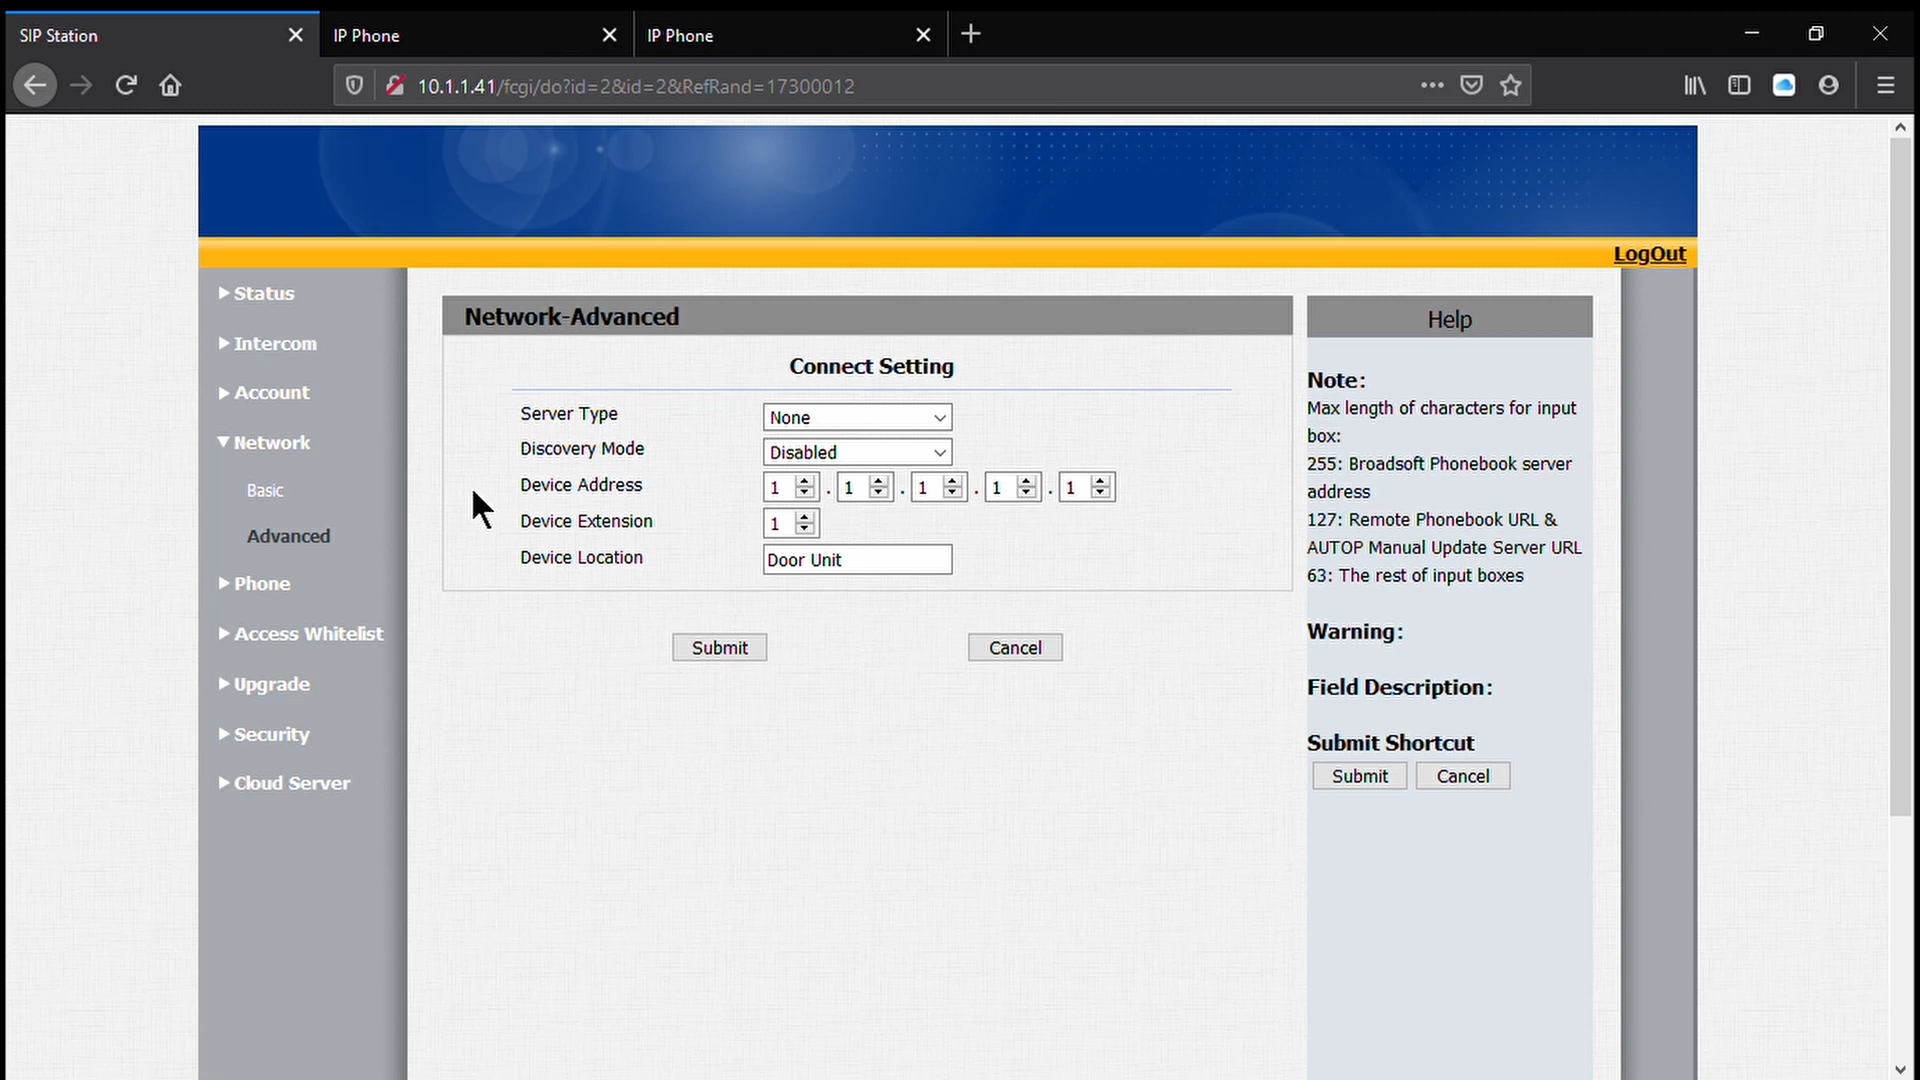 SIP Station
IP Phone
IP Phone
10.1.1.41/fcgi/do?id=2&id=2&RefRand=17300012
LogOut
Status
Intercom
Account
Network
Basic
Advanced
Phone
Access Whitelist
Upgrade
Security
Cloud Server
Network-Advanced
Connect Setting
Server Type None
Discovery Mode Disabled
Device Address 1 . 1 . 1 . 1 . 1
Device Extension 1
Device Location Door Unit
Submit Cancel
Help
Note:
Max length of characters for input
box:
255: Broadsoft Phonebook server
address
127: Remote Phonebook URL &
AUTOP Manual Update Server URL
63: The rest of input boxes
Warning:
Field Description:
Submit Shortcut
Submit Cancel